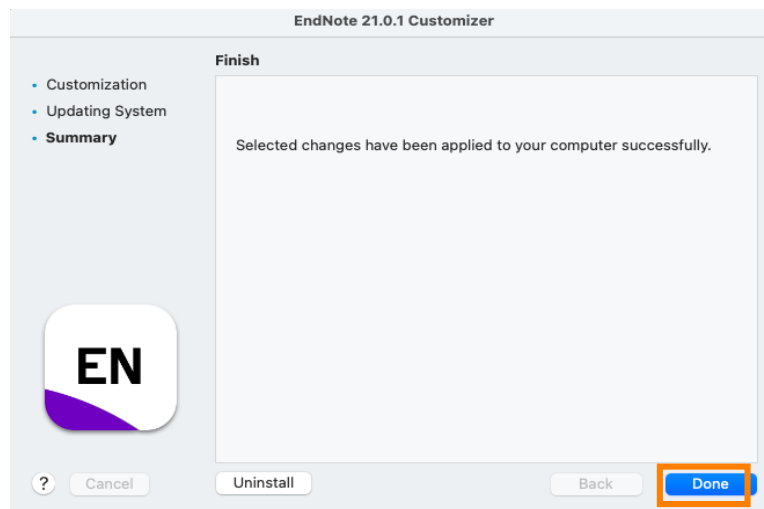 EndNote 21.0.1 Customizer
Finish
Customization
Updating System
Summary
Selected changes have been applied to your computer successfully.
EN
? Cancel Uninstall Back Done